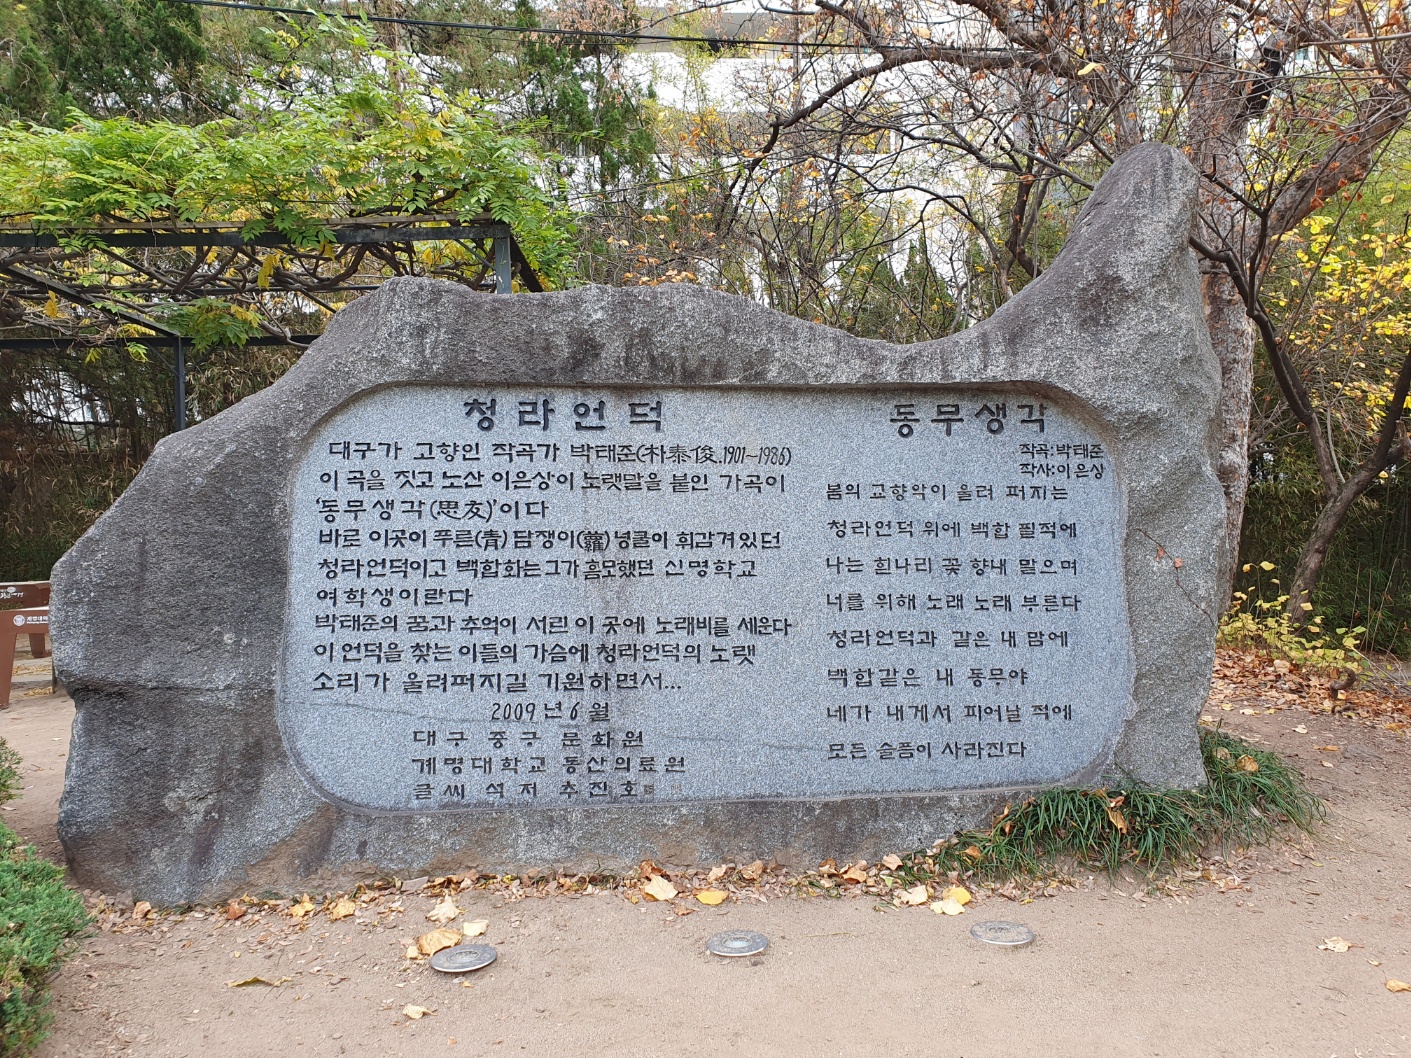 청라언덕
대구가 고향인 작곡가 박태준(朴泰俊.1901~1986)
이 곡을 짓고 노산 이은상이 노랫말을 붙인 가곡이
'동무생각(思友)'이다
바로 이곳이 푸를(靑) 담쟁이(蘿)넝쿨이 휘감겨있던
청라언덕이고 백합화는그가 흠모했던 신명학교
여학생이란다
박태준의 꿈과 추억이 서린 이 곳에 노래비를 세운다
이언덕을 찾는이들의 가슴에 청라언덕의 노랫
소리가 울려퍼지길 기원하면서...
2009년 6월
대구 중구 문화원
계명대학교 동산의료원
글씨 석저 추진호
동무생각
작곡:박태준
작사:이은상
봄의 교향악이 울려 퍼지는
청라언덕 위에 백합 필적에
나는 흰나리 꽃 향내 맡으며
너를 위해 노래 노래 부른다
청라언덕과 같은 내 맘에
백합같은 내 동무야
네가 내게서 피어날 적에
모든 슬픔이 사라진다